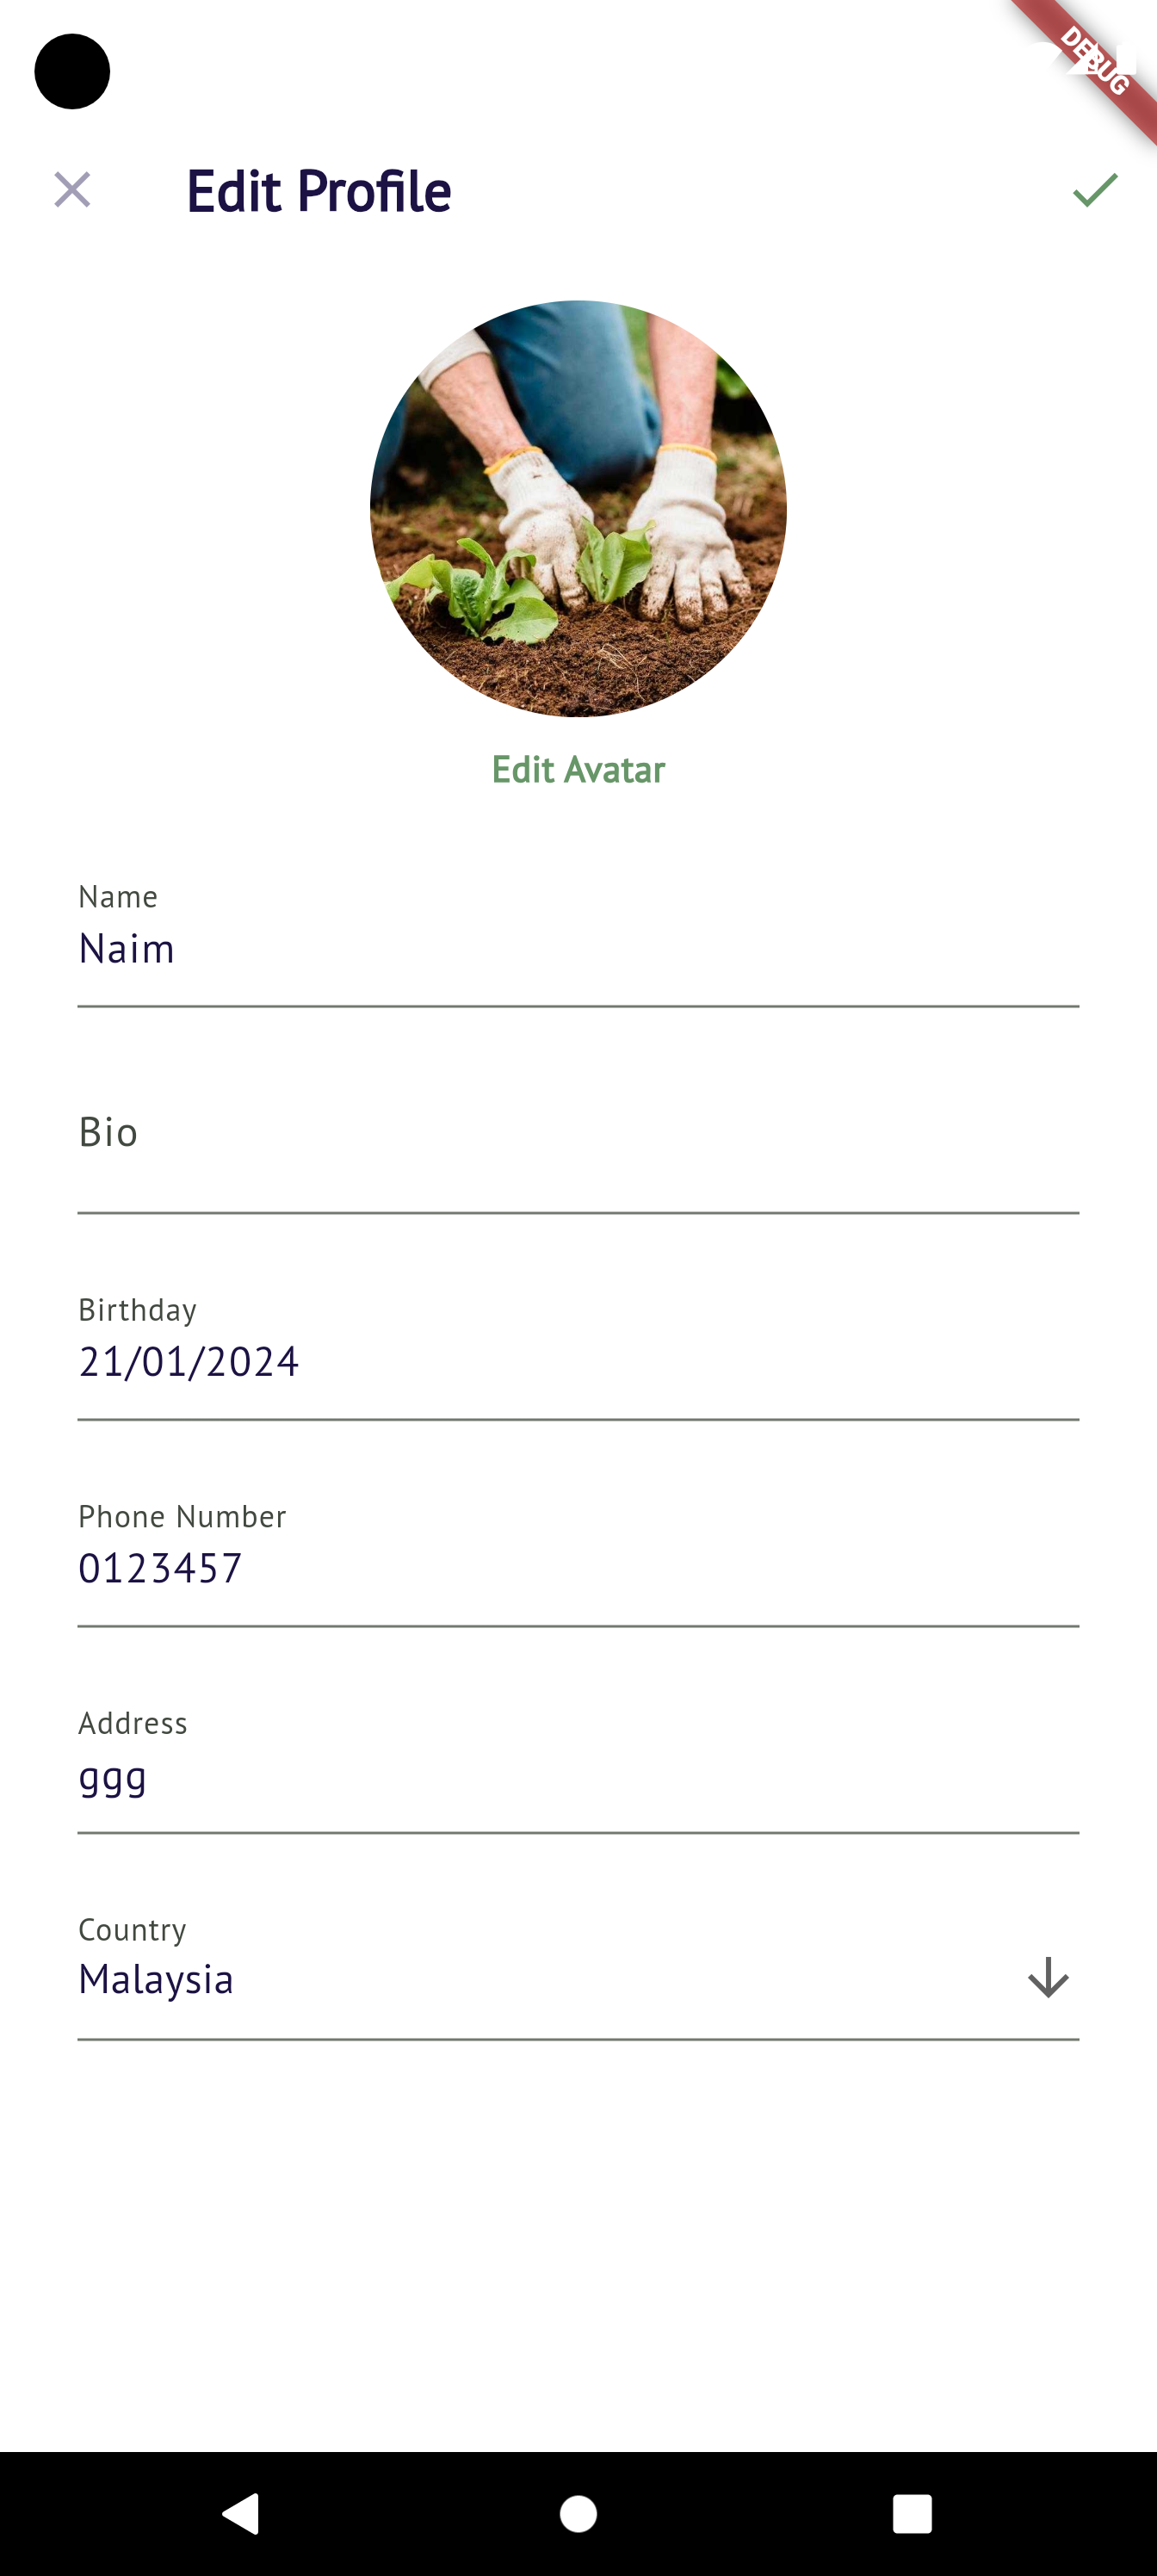 DEBUG
Edit Profile
Edit Avatar
Name
Naim
Bio
Birthday
21/01/2024
Phone Number
0123457
Address
ggg
Country
Malaysia